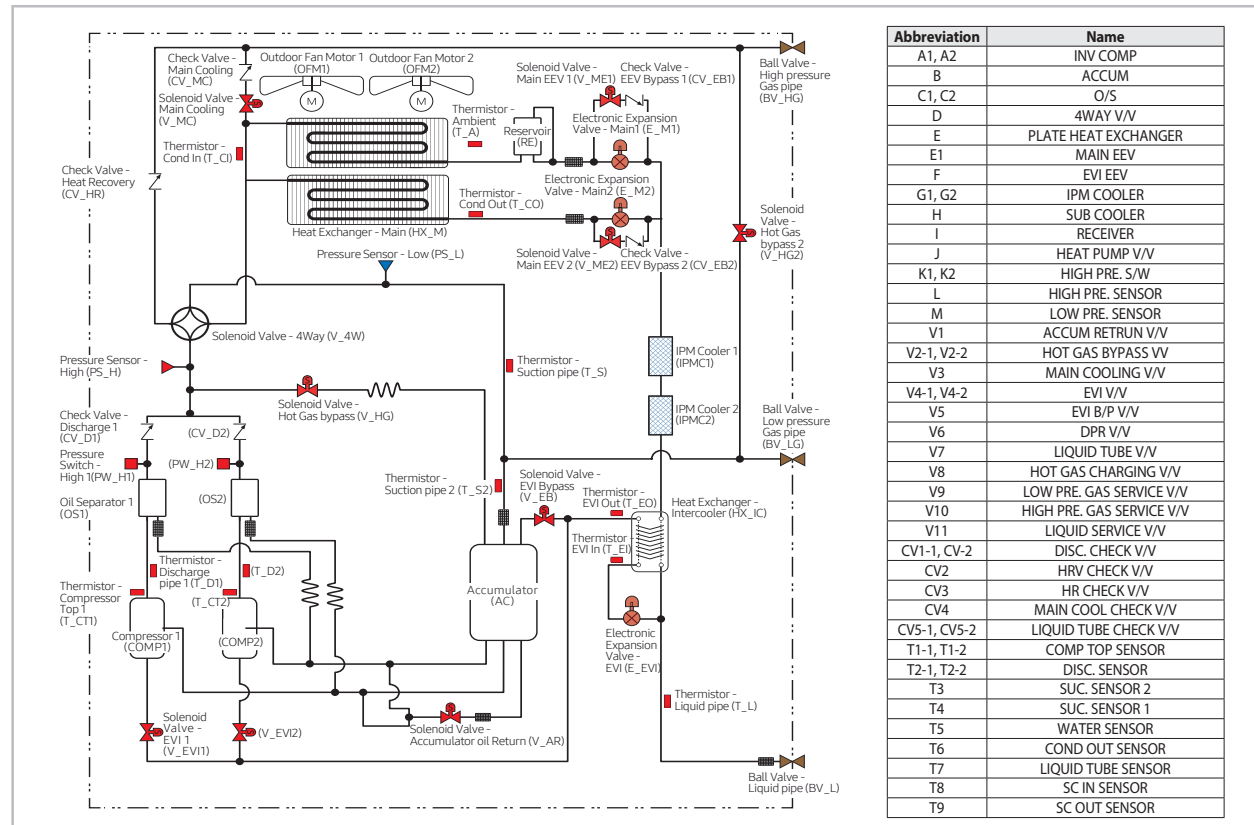 Check Valve -
Main Cooling
(CV_MC)
Outdoor Fan Motor 1
(OFM1)
Outdoor Fan Motor 2
(OFM2)
M
M
Solenoid Valve -
Main Cooling
(V_MC)
Thermistor -
Cond In (T_CI)
Check Valve -
Heat Recovery
(CV_HR)
Thermistor -
Ambient
(T_A)
Reservoir
(RE)
Solenoid Valve -
Main EEV 1 (V_ME1)
Check Valve -
EEV Bypass 1 (CV_EB1)
S
Electronic Expansion
Valve - Main1 (E_M1)
Ball Valve -
High pressure
Gas pipe
(BV_HG)
Electronic Expansion
Valve - Main2 (E_M2)
Thermistor -
Cond Out (T_CO)
Heat Exchanger - Main (HX_M)
S
Solenoid Valve -
Main EEV 2 (V_ME2)
Check Valve -
EEV Bypass 2 (CV_EB2)
Solenoid
Valve -
Hot Gas
bypass 2
(V_HG2)
Pressure Sensor - Low (PS_L)
Solenoid Valve - 4Way (V_4W)
Pressure Sensor -
High (PS_H)
Thermistor -
Suction pipe (T_S)
IPM Cooler 1
(IPMC1)
IPM Cooler 2
(IPMC2)
S
Solenoid Valve -
Hot Gas bypass (V_HG)
Check Valve -
Discharge 1
(CV_D1)
(CV_D2)
Pressure
Switch -
High 1(PW_H1)
(PW_H2)
Oil Separator 1
(OS1)
(OS2)
Thermistor -
Suction pipe 2 (T_S2)
Solenoid Valve -
EVI Bypass
(V_EB)
S
Thermistor -
EVI Out (T_EO)
Heat Exchanger -
Intercooler (HX_IC)
Ball Valve -
Low pressure
Gas pipe
(BV_LG)
Thermistor -
EVI In (T_EI)
Thermistor -
Discharge
pipe 1 (T_D1)
(T_D2)
Thermistor -
Compressor
Top 1
(T_CT1)
(T_CT2)
Compressor 1
(COMP1)
(COMP2)
Accumulator
(AC)
Electronic
Expansion
Valve -
EVI (E_EVI)
Thermistor -
Liquid pipe (T_L)
Solenoid
Valve -
EVI 1
(V_EVI1)
(V_EVI2)
S
Solenoid Valve -
Accumulator oil Return (V_AR)
Ball Valve -
Liquid pipe (BV_L)
Abbreviation Name
A1, A2 INV COMP
B ACCUM
C1, C2 O/S
D 4WAY V/V
E PLATE HEAT EXCHANGER
E1 MAIN EEV
F EVI EEV
G1, G2 IPM COOLER
H SUB COOLER
I RECEIVER
J HEAT PUMP V/V
K1, K2 HIGH PRE. S/W
L HIGH PRE. SENSOR
M LOW PRE. SENSOR
V1 ACCUM RETRUN V/V
V2-1, V2-2 HOT GAS BYPASS VV
V3 MAIN COOLING V/V
V4-1, V4-2 EVI V/V
V5 EVI B/P V/V
V6 DPR V/V
V7 LIQUID TUBE V/V
V8 HOT GAS CHARGING V/V
V9 LOW PRE. GAS SERVICE V/V
V10 HIGH PRE. GAS SERVICE V/V
V11 LIQUID SERVICE V/V
CV1-1, CV-2 DISC. CHECK V/V
CV2 HRV CHECK V/V
CV3 HR CHECK V/V
CV4 MAIN COOL CHECK V/V
CV5-1, CV5-2 LIQUID TUBE CHECK V/V
T1-1, T1-2 COMP TOP SENSOR
T2-1, T2-2 DISC. SENSOR
T3 SUC. SENSOR 2
T4 SUC. SENSOR 1
T5 WATER SENSOR
T6 COND OUT SENSOR
T7 LIQUID TUBE SENSOR
T8 SC IN SENSOR
T9 SC OUT SENSOR